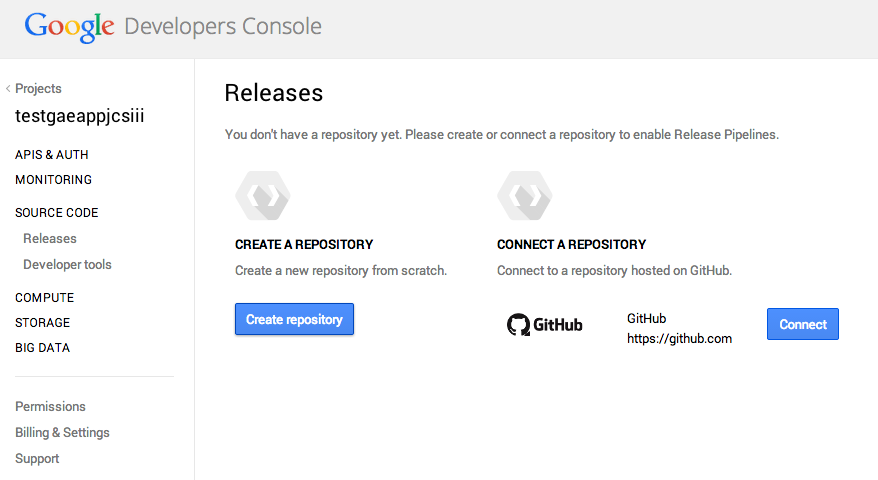 Google Developers Console
Projects
testgaeappjcsiii
APIS & AUTH
MONITORING
SOURCE CODE
Releases
Developer tools
COMPUTE
STORAGE
BIG DATA
Permissions
Billing & Settings
Support
Releases
You don't have a repository yet. Please create or connect a repository to enable Release Pipelines.
CREATE A REPOSITORY
Create a new repository from scratch.
Create repository
CONNECT A REPOSITORY
Connect to a repository hosted on GitHub.
GitHub
GitHub
https://github.com
Connect